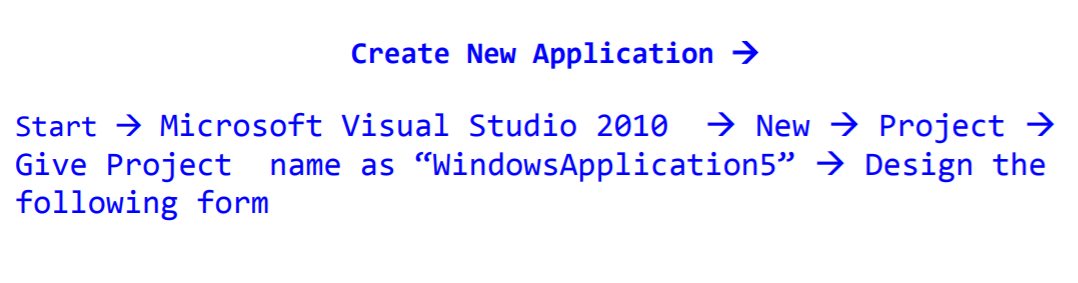 Create New Application →
Start → Microsoft Visual Studio 2010  → New → Project →
Give Project  name as “WindowsApplication5” → Design the
following form